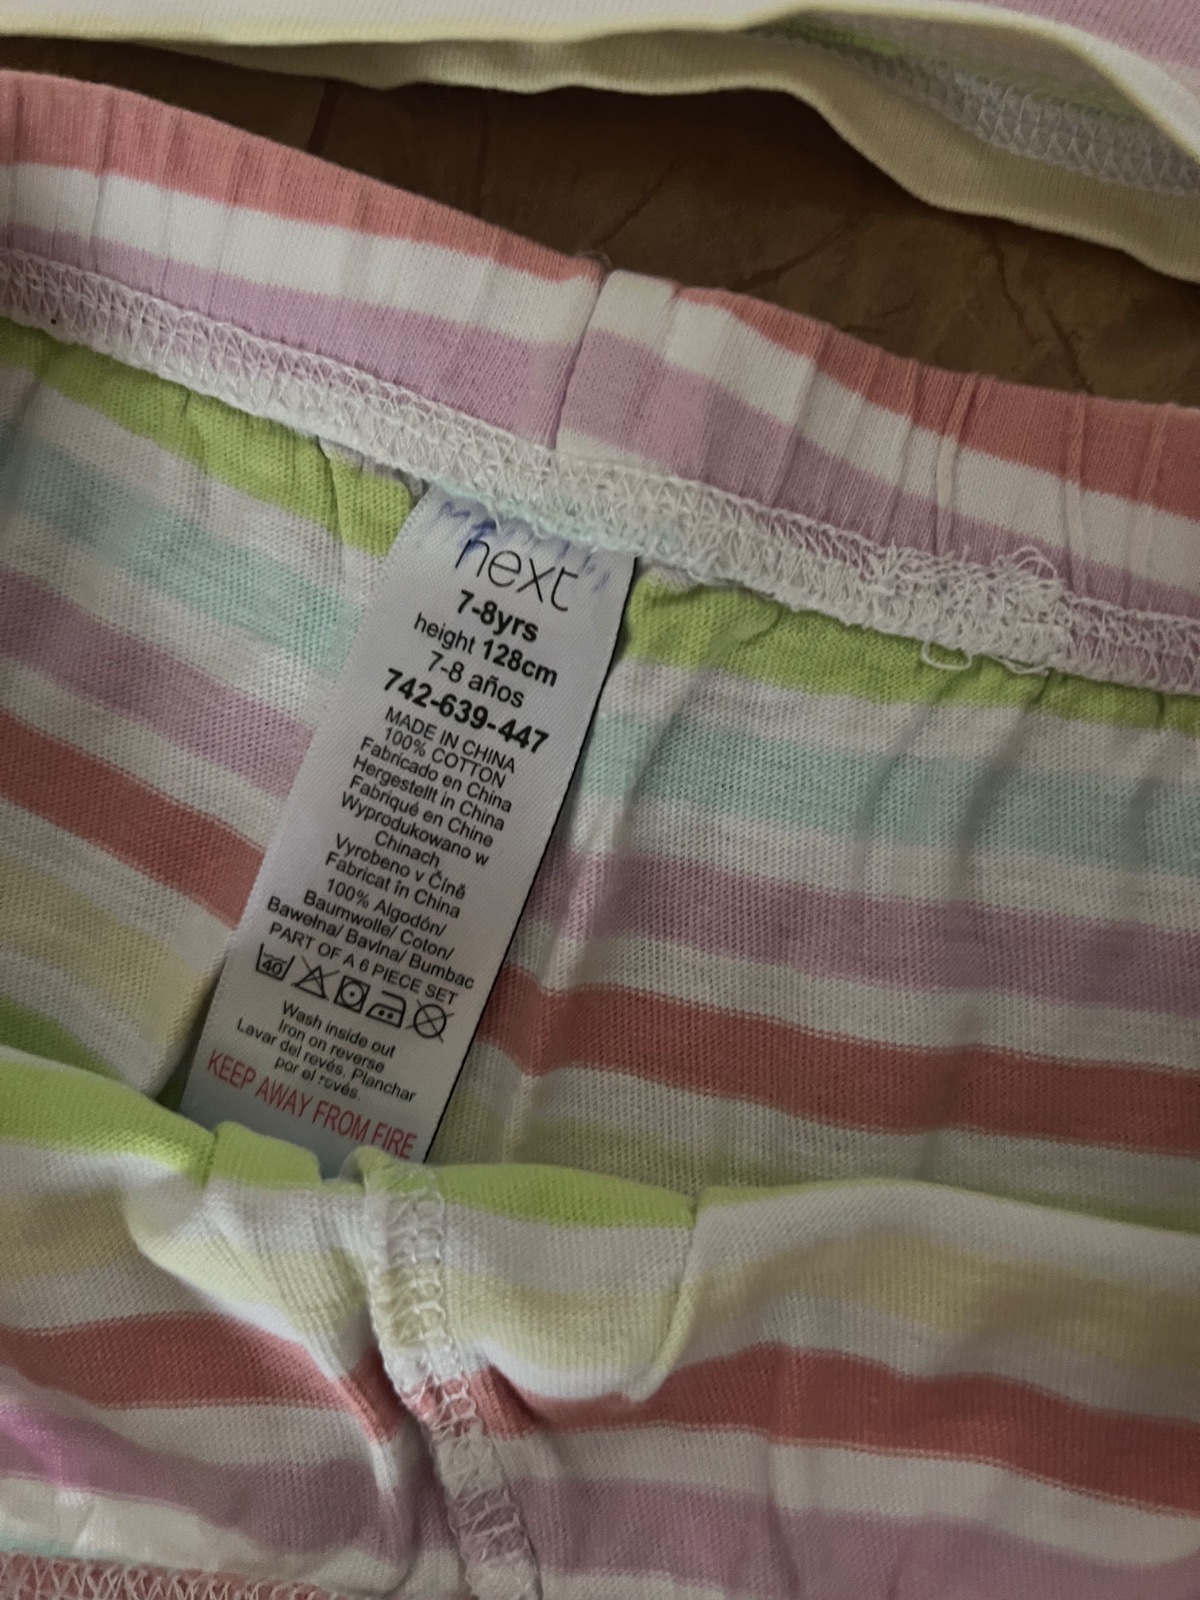 next
7-8yrs
height 128cm
7-8 años
742-639-447
MADE IN CHINA
100% COTTON
Fabricado en China
Hergestellt in China
Fabriqué en Chine
Wyprodukowano w
Chinach
Vyrobeno v Číně
Fabricat în China
100% Algodón/
Baumwolle/ Coton/
Bawełna/ Bavlna/ Bumbac
PART OF A 6 PIECE SET
40
Wash inside out
Iron on reverse
Lavar del revés. Planchar
por el revés.
KEEP AWAY FROM FIRE